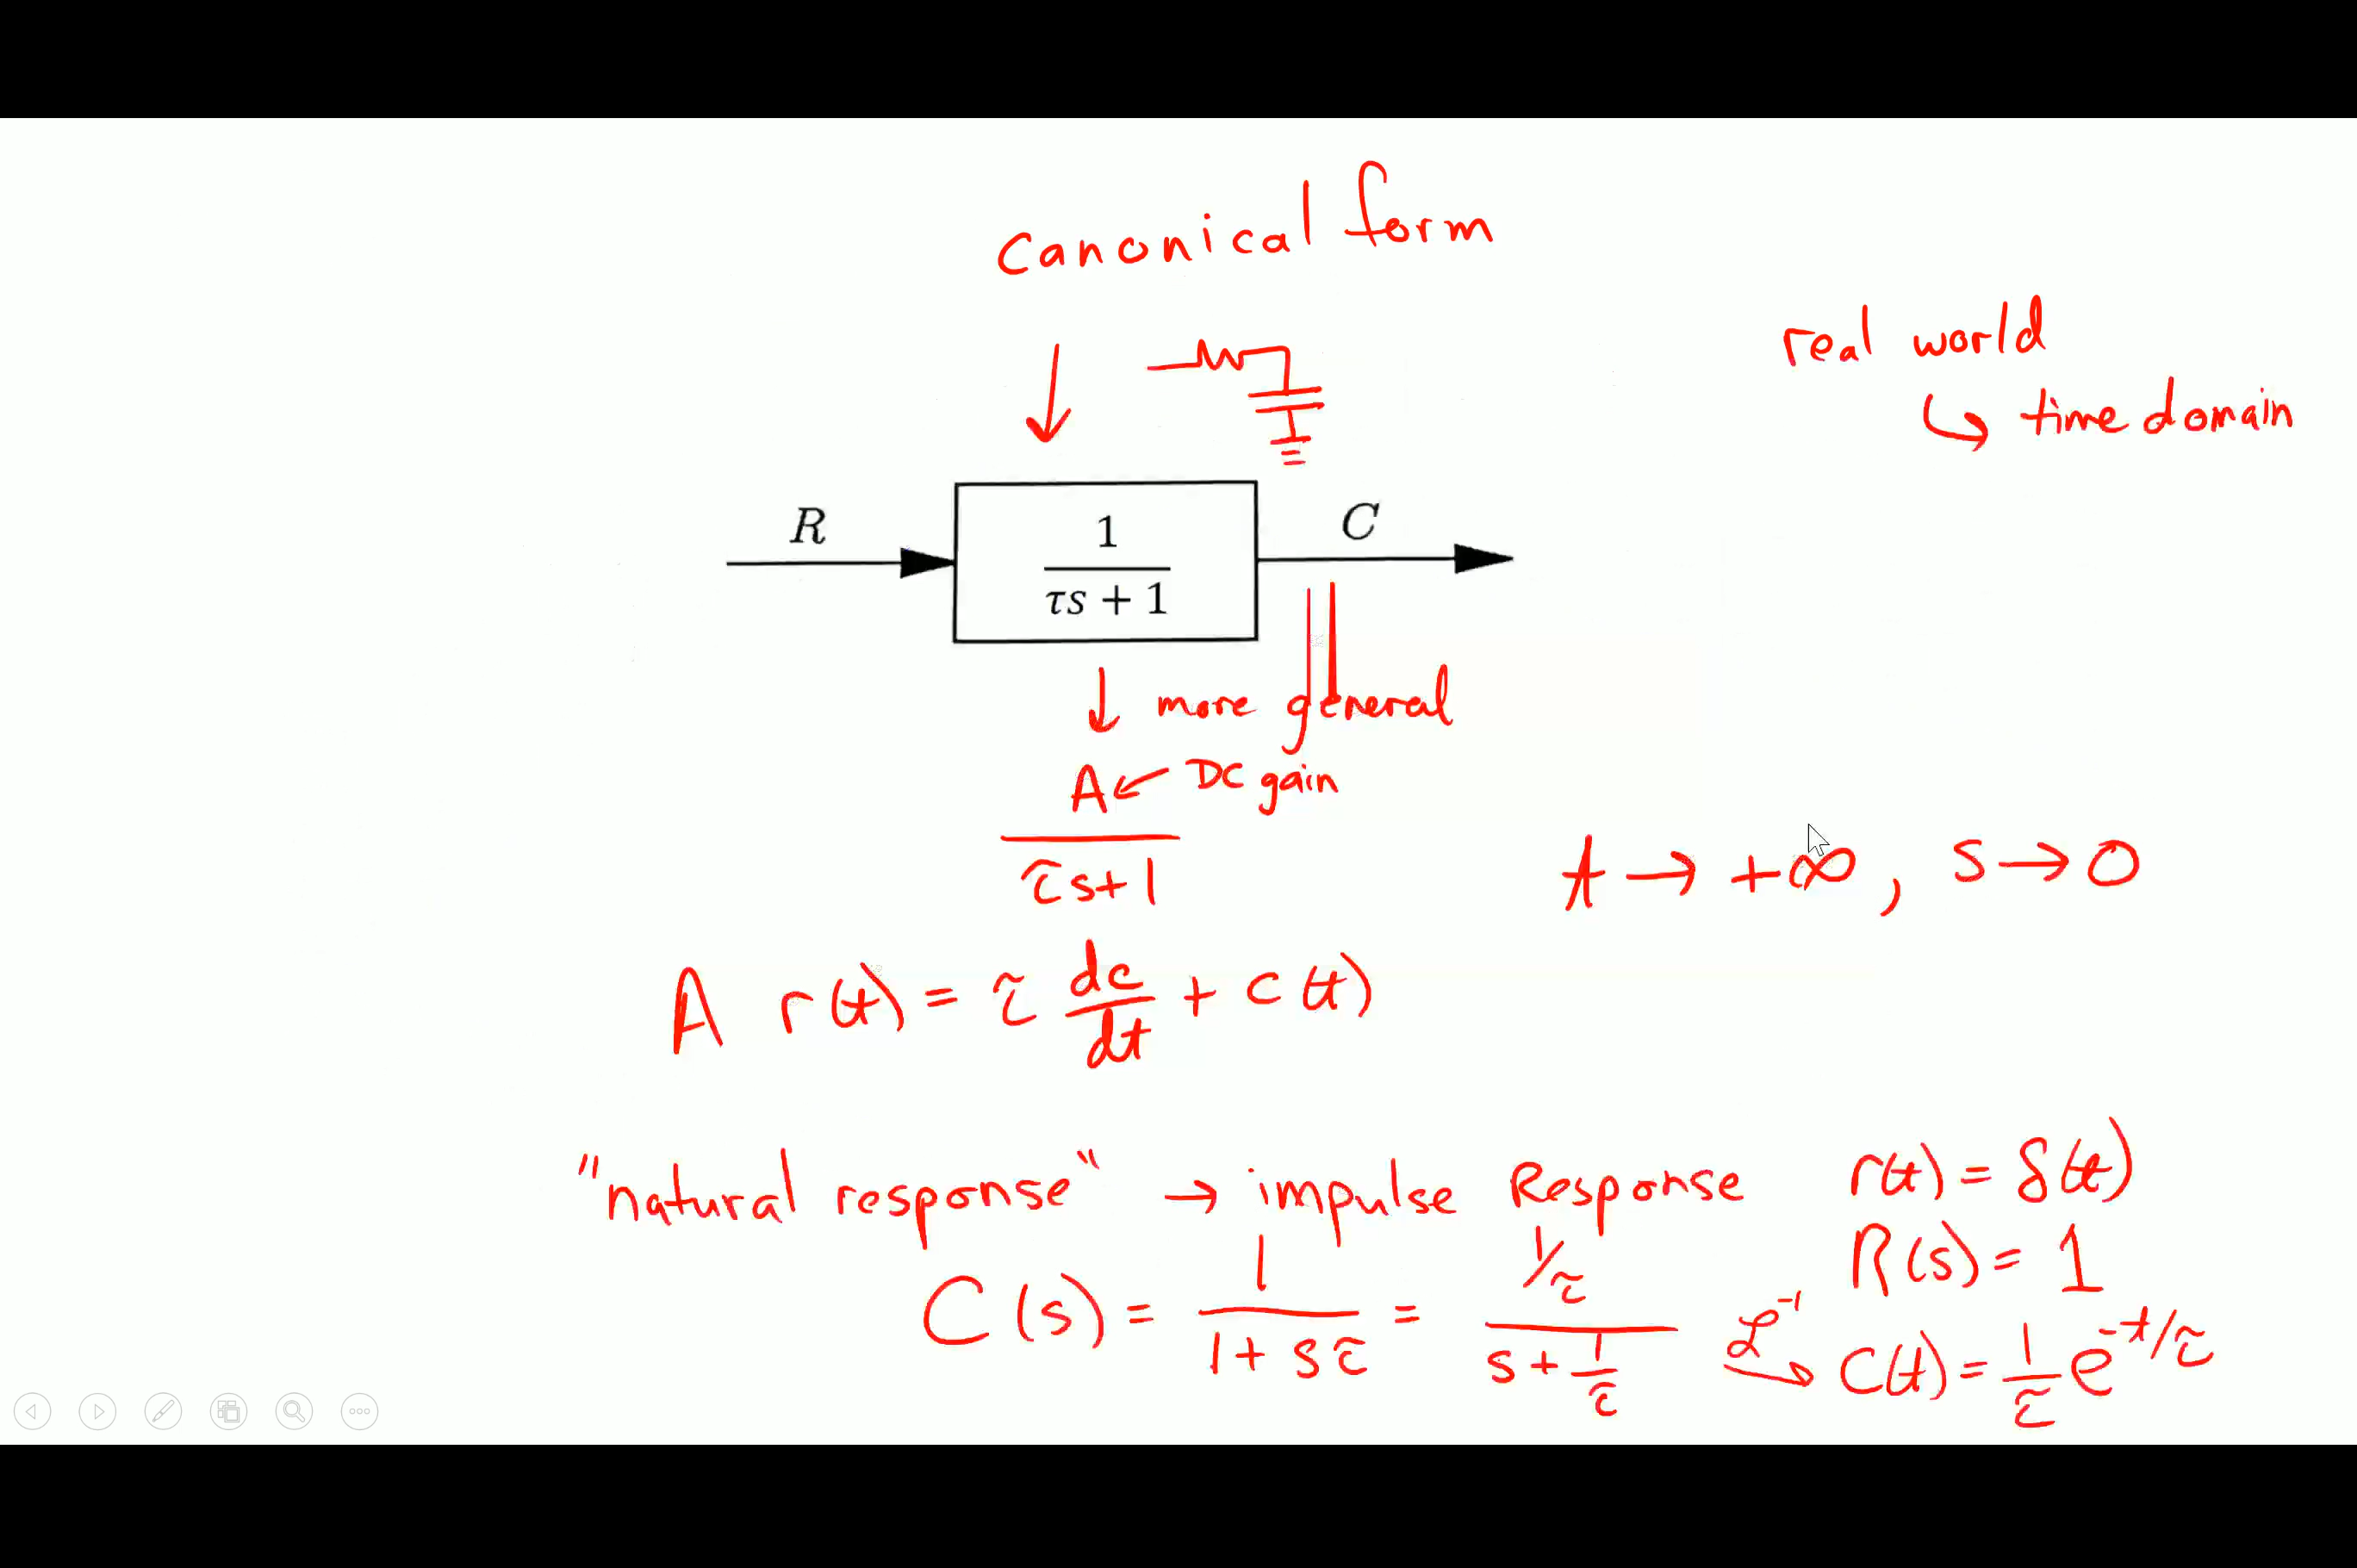 canonical form
real world
↳ time domain
R
1
τs + 1
C
↓ more general
A ← DC gain
τs+1
A → +∞, s → 0
A r(t) = τ dc/dt + c(t)
"natural response" → impulse Response r(t) = δ(t)
R(s) = 1
C(s) = 1/(1 + sτ) = (1/τ)/(s + 1/τ) ℒ⁻¹→ C(t) = 1/τ e^(-t/τ)